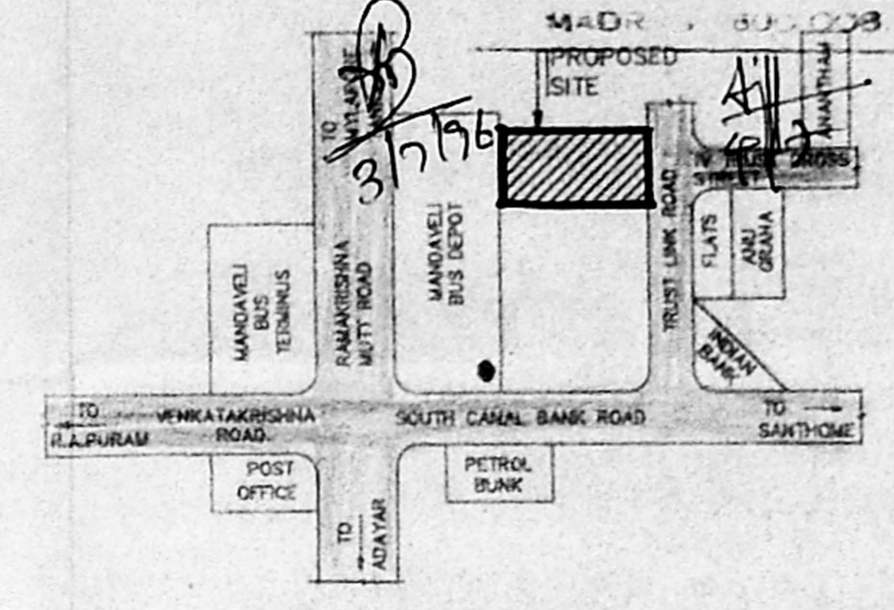 MADR 600,008
PROPOSED
SITE
TO
MYLAPORE
3/7/96
ANANTHAM
IV TRUST CROSS
STREET
TRUST LINK ROAD
FLATS
ANU
GRAHA
MANDAVELI
BUS DEPOT
RAMAKRISHNA
MUTT ROAD
MANDAVELI
BUS
TERMINUS
INDIAN
BANK
TO
R.A.PURAM
VENKATAKRISHNA
ROAD.
SOUTH CANAL BANK ROAD
TO
SANTHOME
POST
OFFICE
PETROL
BUNK
TO
ADAYAR